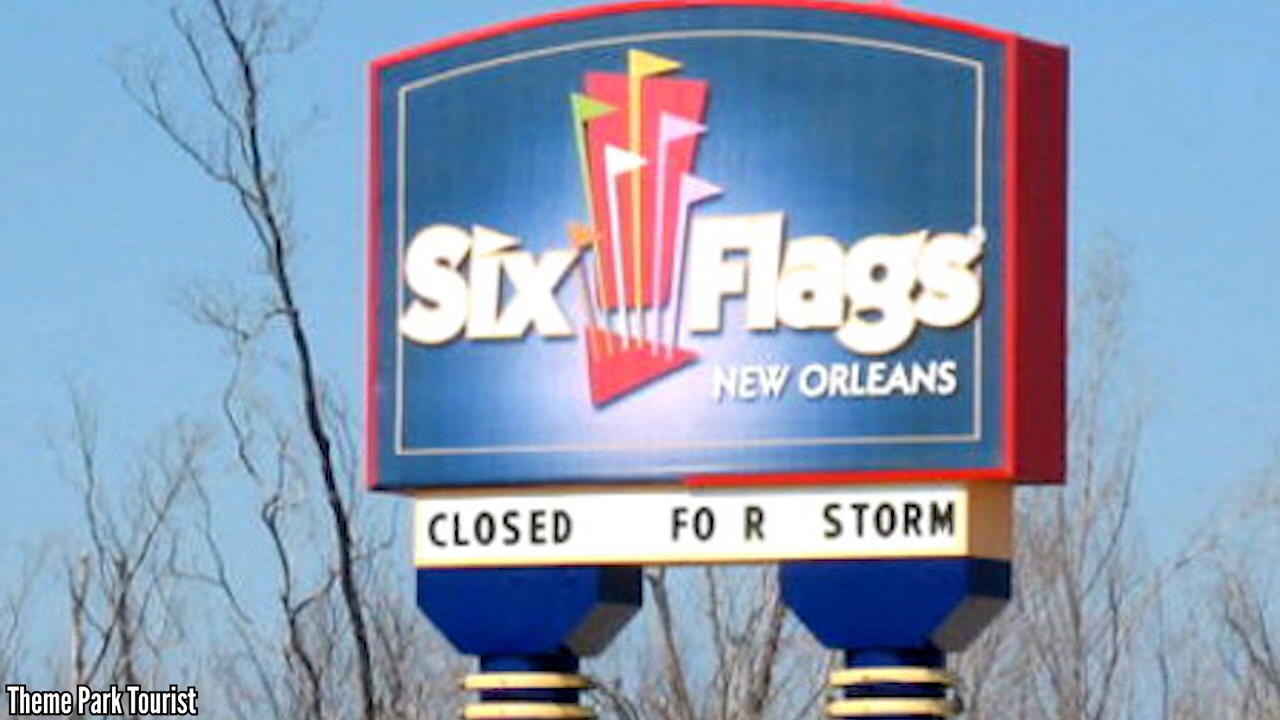 Six Flags
NEW ORLEANS
CLOSED FO R STORM
Theme Park Tourist